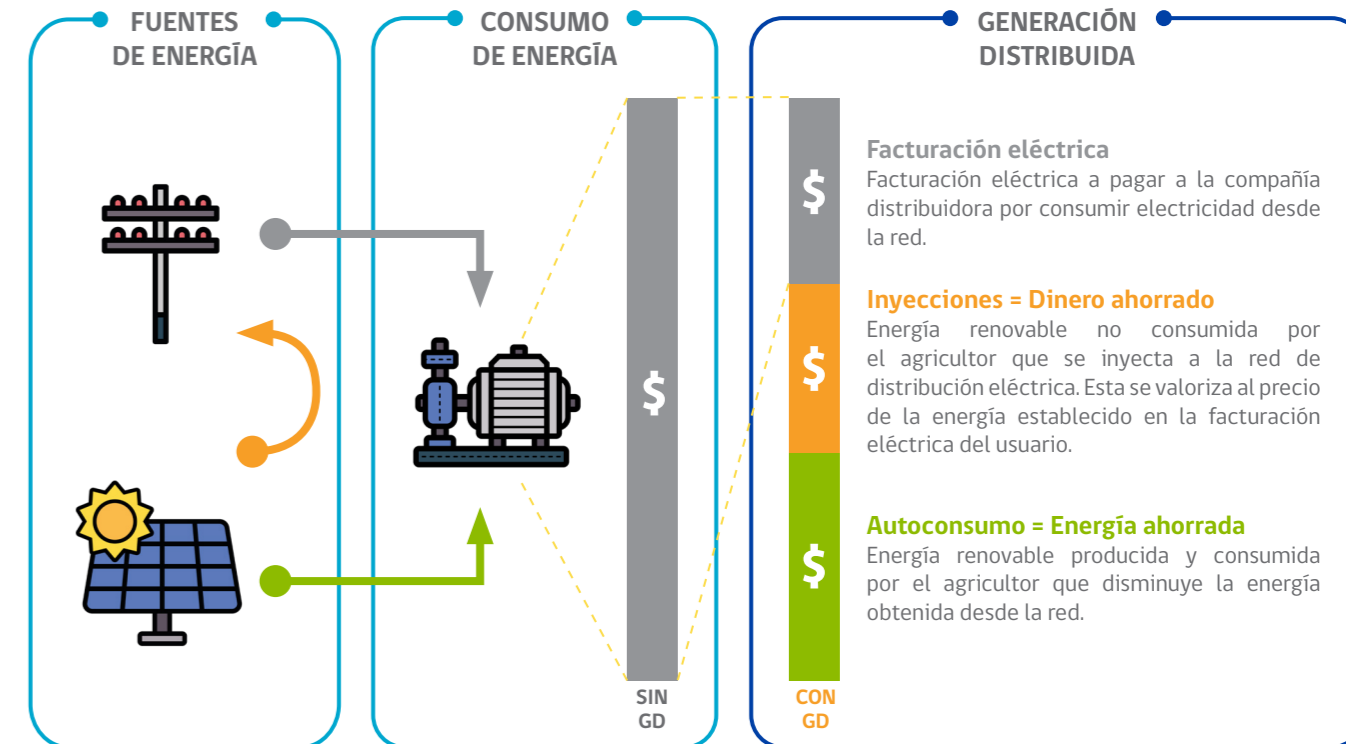 FUENTES
DE ENERGÍA
CONSUMO
DE ENERGÍA
GENERACIÓN
DISTRIBUIDA
$
SIN
GD
$
$
$
CON
GD
Facturación eléctrica
Facturación eléctrica a pagar a la compañía
distribuidora por consumir electricidad desde
la red.
Inyecciones = Dinero ahorrado
Energía renovable no consumida por
el agricultor que se inyecta a la red de
distribución eléctrica. Esta se valoriza al precio
de la energía establecido en la facturación
eléctrica del usuario.
Autoconsumo = Energía ahorrada
Energía renovable producida y consumida
por el agricultor que disminuye la energía
obtenida desde la red.